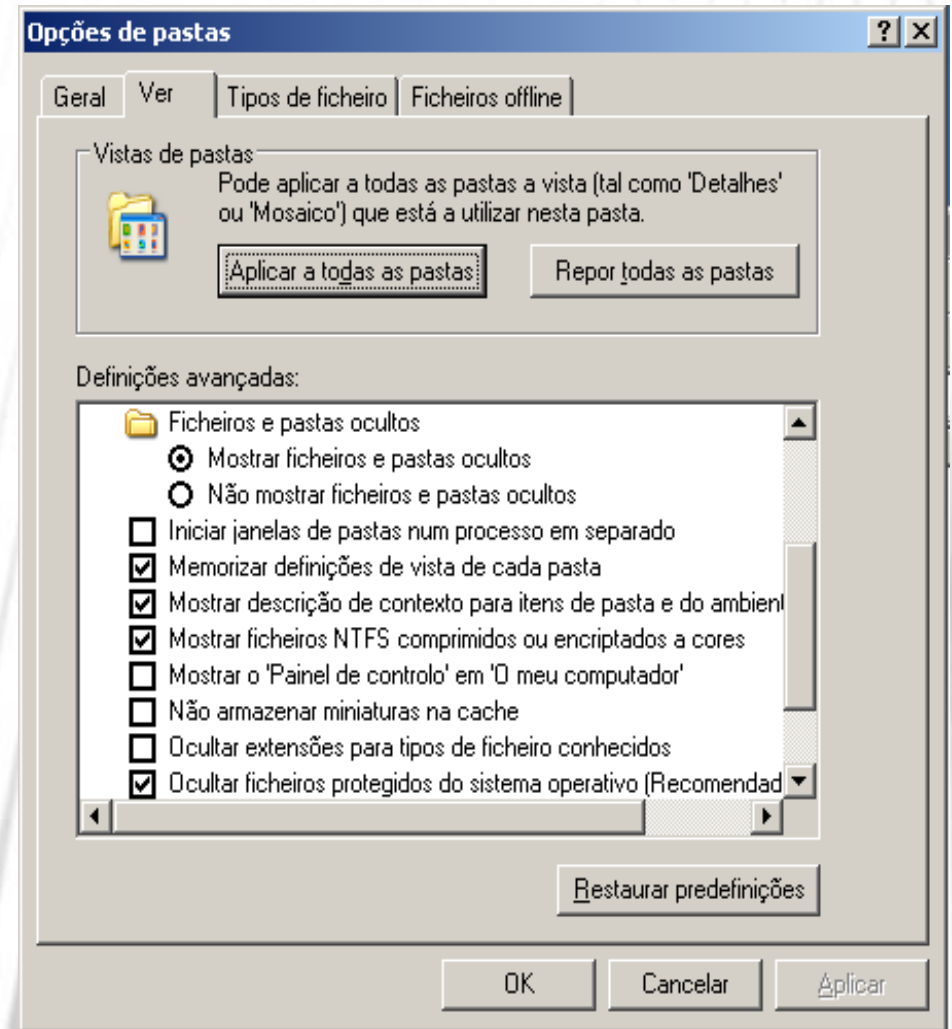 Opções de pastas
Geral
Ver
Tipos de ficheiro
Ficheiros offline
Vistas de pastas
Pode aplicar a todas as pastas a vista (tal como 'Detalhes'
ou 'Mosaico') que está a utilizar nesta pasta.
Aplicar a todas as pastas
Repor todas as pastas
Definições avançadas:
Ficheiros e pastas ocultos
Mostrar ficheiros e pastas ocultos
Não mostrar ficheiros e pastas ocultos
Iniciar janelas de pastas num processo em separado
Memorizar definições de vista de cada pasta
Mostrar descrição de contexto para itens de pasta e do ambient
Mostrar ficheiros NTFS comprimidos ou encriptados a cores
Mostrar o 'Painel de controlo' em 'O meu computador'
Não armazenar miniaturas na cache
Ocultar extensões para tipos de ficheiro conhecidos
Ocultar ficheiros protegidos do sistema operativo (Recomendad
Restaurar predefinições
OK
Cancelar
Aplicar